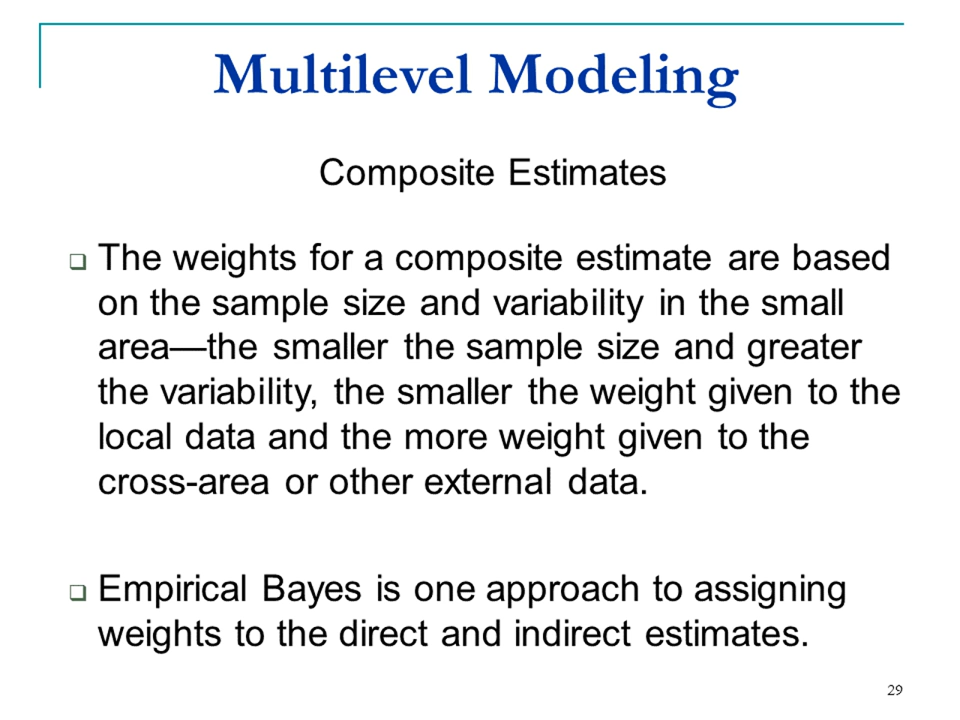 Multilevel Modeling
Composite Estimates
The weights for a composite estimate are based
on the sample size and variability in the small
area—the smaller the sample size and greater
the variability, the smaller the weight given to the
local data and the more weight given to the
cross-area or other external data.
Empirical Bayes is one approach to assigning
weights to the direct and indirect estimates.
29